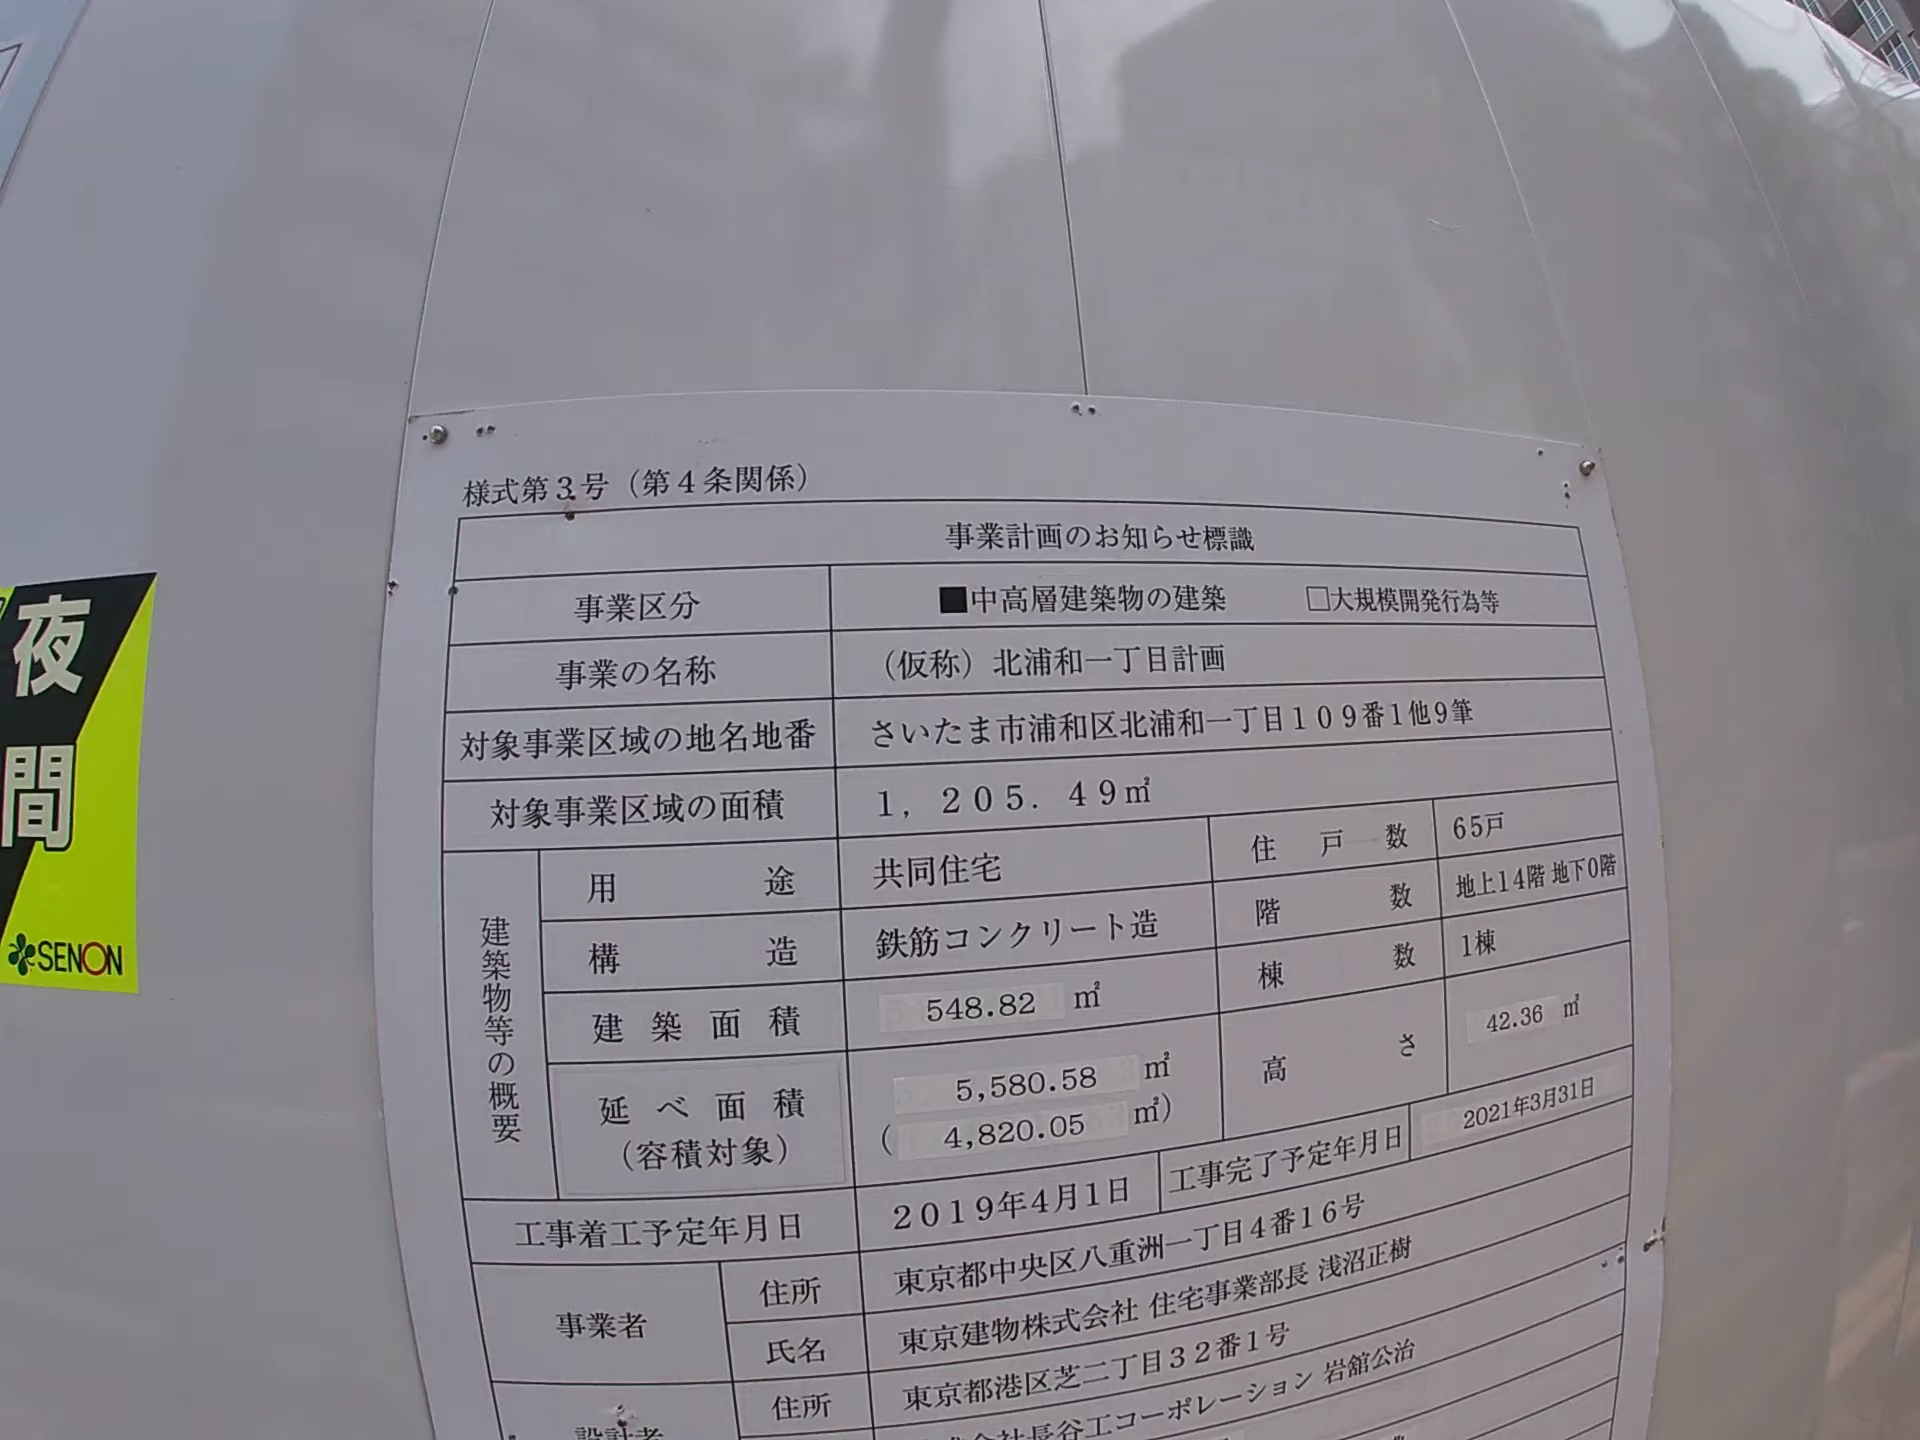 様式第3号（第4条関係）
事業計画のお知らせ標識
事業区分 ■中高層建築物の建築 □大規模開発行為等
事業の名称 （仮称）北浦和一丁目計画
対象事業区域の地名地番 さいたま市浦和区北浦和一丁目109番1他9筆
対象事業区域の面積 1，205．49㎡
建築物等の概要
用途 共同住宅 住戸数 65戸
構造 鉄筋コンクリート造 階数 地上14階 地下0階
建築面積 548.82 ㎡ 棟数 1棟
延べ面積 5,580.58 ㎡ 高さ 42.36 ㎡
（容積対象） （4,820.05 ㎡）
工事着工予定年月日 2019年4月1日 工事完了予定年月日 2021年3月31日
事業者 住所 東京都中央区八重洲一丁目4番16号
氏名 東京建物株式会社 住宅事業部長 浅沼正樹
設計者 住所 東京都港区芝二丁目32番1号
会社長谷工コーポレーション 岩舘公治
夜間
SENON